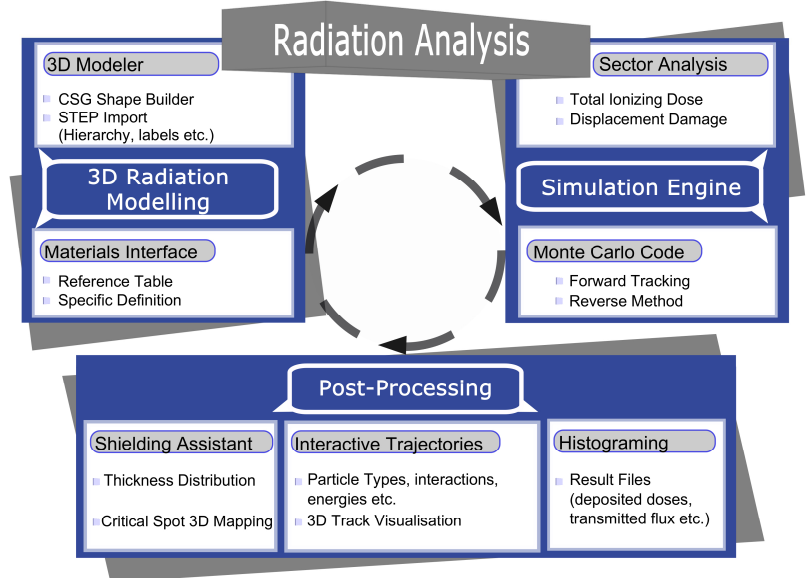 Radiation Analysis
3D Modeler
CSG Shape Builder
STEP Import
(Hierarchy, labels etc.)
3D Radiation
Modelling
Materials Interface
Reference Table
Specific Definition
Sector Analysis
Total Ionizing Dose
Displacement Damage
Simulation Engine
Monte Carlo Code
Forward Tracking
Reverse Method
Post-Processing
Shielding Assistant
Thickness Distribution
Critical Spot 3D Mapping
Interactive Trajectories
Particle Types, interactions,
energies etc.
3D Track Visualisation
Histograming
Result Files
(deposited doses,
transmitted flux etc.)